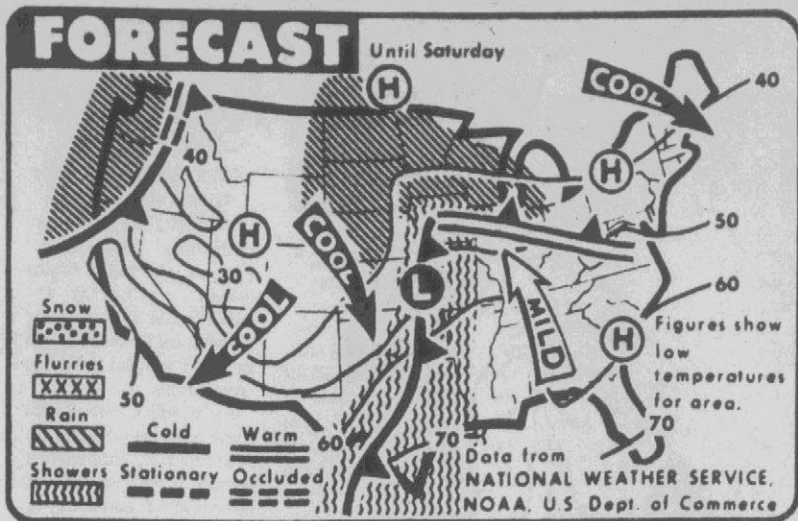 FORECAST
Until Saturday
H
COOL
40
40
H
50
H
COOL
30
L
60
COOL
MILD
H
Snow
Flurries
XXXX
Rain
50
Showers
Cold
Warm
Stationary
Occluded
60
70
70
Figures show
low
temperatures
for area.
Data from
NATIONAL WEATHER SERVICE,
NOAA, U.S. Dept. of Commerce